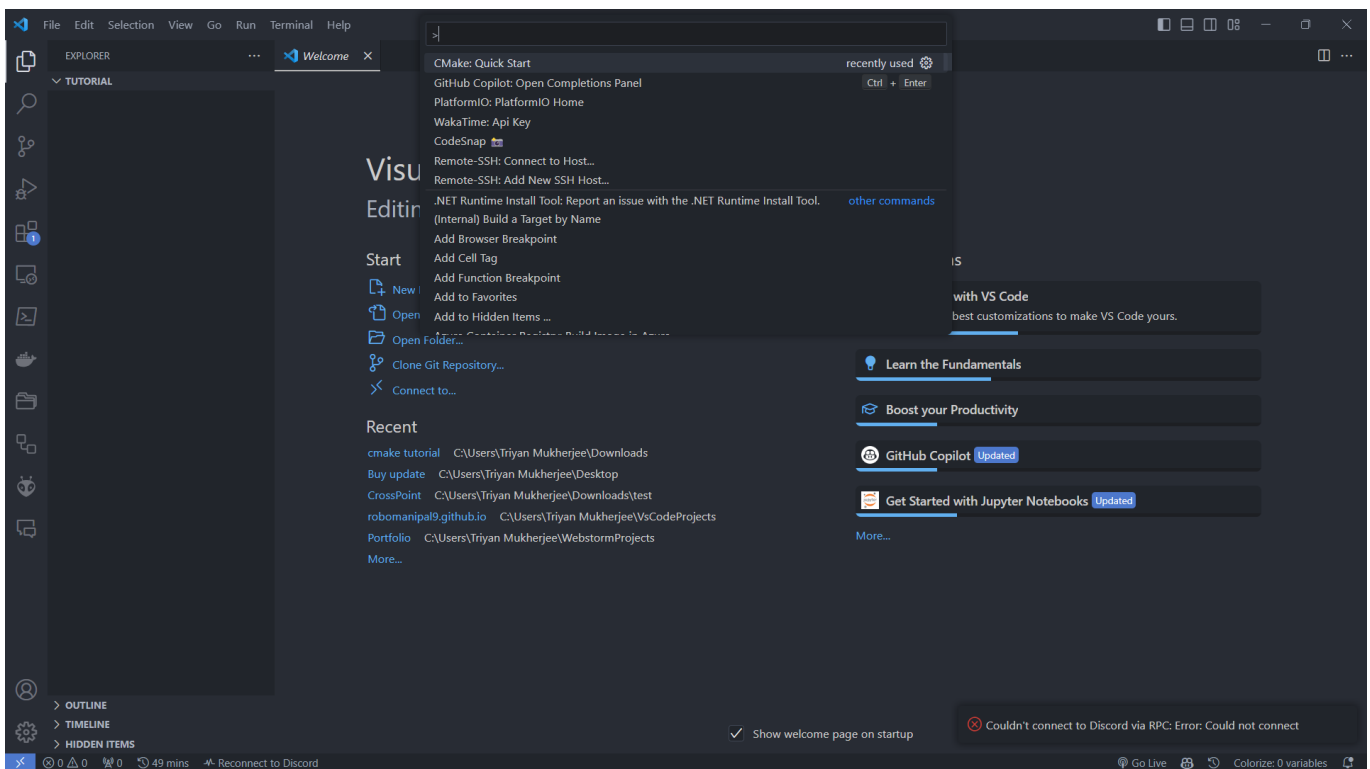 File Edit Selection View Go Run Terminal Help
EXPLORER
Welcome
TUTORIAL
>
CMake: Quick Start recently used
GitHub Copilot: Open Completions Panel Ctrl + Enter
PlatformIO: PlatformIO Home
WakaTime: Api Key
CodeSnap 📸
Remote-SSH: Connect to Host...
Remote-SSH: Add New SSH Host...
.NET Runtime Install Tool: Report an issue with the .NET Runtime Install Tool. other commands
(Internal) Build a Target by Name
Add Browser Breakpoint
Add Cell Tag
Add Function Breakpoint
Add to Favorites
Add to Hidden Items ...
Azure Container Registry: Build Image in Azure
Visu
Editin
Start
New
Open
Open Folder...
Clone Git Repository...
Connect to...
Recent
cmake tutorial C:\Users\Triyan Mukherjee\Downloads
Buy update C:\Users\Triyan Mukherjee\Desktop
CrossPoint C:\Users\Triyan Mukherjee\Downloads\test
robomanipal9.github.io C:\Users\Triyan Mukherjee\VsCodeProjects
Portfolio C:\Users\Triyan Mukherjee\WebstormProjects
More...
s
with VS Code
best customizations to make VS Code yours.
Learn the Fundamentals
Boost your Productivity
GitHub Copilot Updated
Get Started with Jupyter Notebooks Updated
More...
1
OUTLINE
TIMELINE
HIDDEN ITEMS
Show welcome page on startup
Couldn't connect to Discord via RPC: Error: Could not connect
0 0 0 49 mins Reconnect to Discord
Go Live Colorize: 0 variables